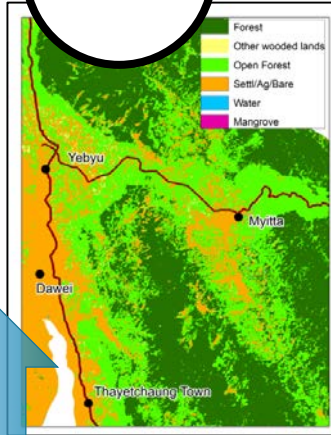 Forest
Other wooded lands
Open Forest
Settl/Ag/Bare
Water
Mangrove
Yebyu
Myitta
Dawei
Thayetchaung Town